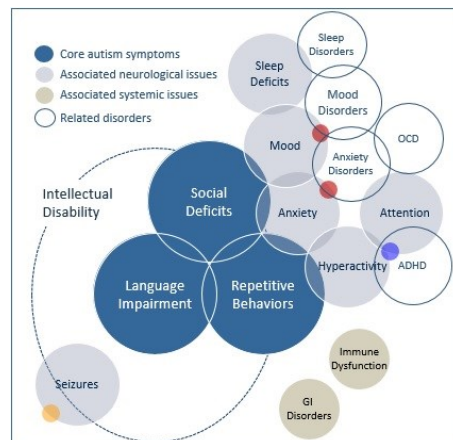 Core autism symptoms
Associated neurological issues
Associated systemic issues
Related disorders
Sleep
Disorders
Sleep
Deficits
Mood
Disorders
Mood
OCD
Anxiety
Disorders
Intellectual
Disability
Social
Deficits
Anxiety
Attention
Hyperactivity
ADHD
Language
Impairment
Repetitive
Behaviors
Immune
Dysfunction
Seizures
GI
Disorders